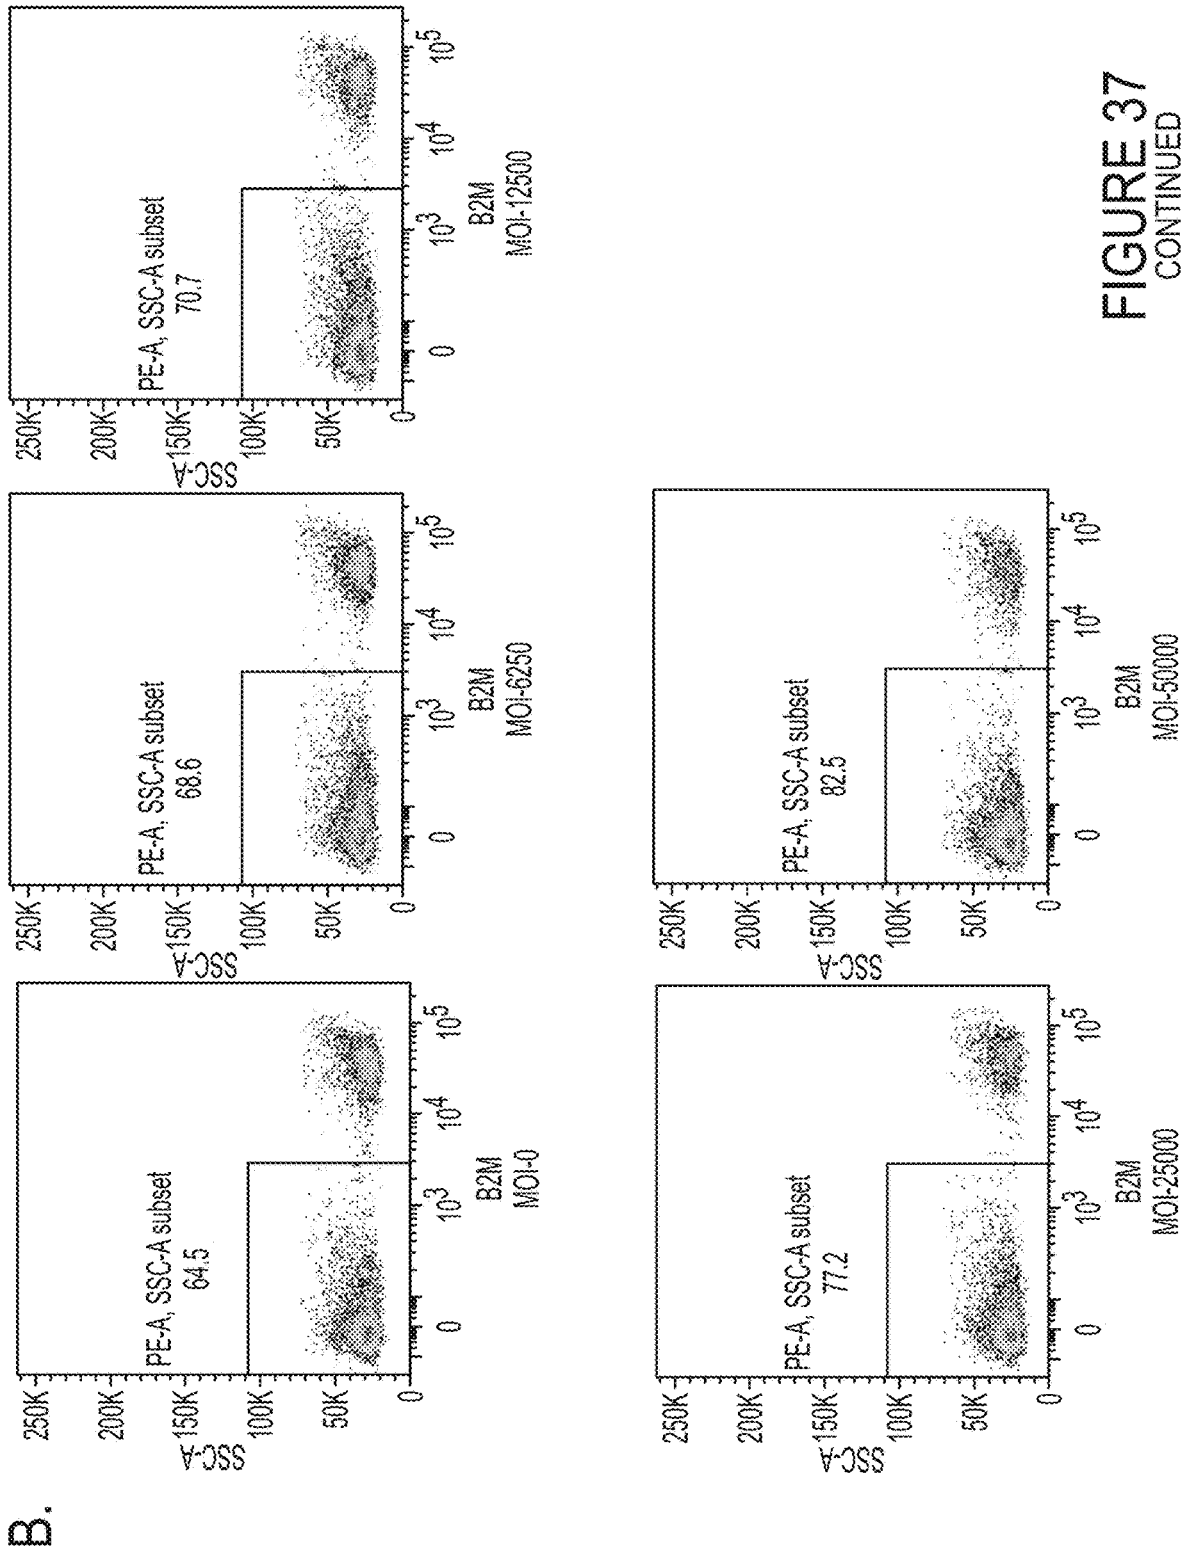 B.
250K
200K
150K
100K
50K
0
SSC-A
PE-A, SSC-A subset
64.5
0
10^3
10^4
10^5
B2M
MOI-0
250K
200K
150K
100K
50K
0
SSC-A
PE-A, SSC-A subset
68.6
0
10^3
10^4
10^5
B2M
MOI-6250
250K
200K
150K
100K
50K
0
SSC-A
PE-A, SSC-A subset
70.7
0
10^3
10^4
10^5
B2M
MOI-12500
250K
200K
150K
100K
50K
0
SSC-A
PE-A, SSC-A subset
77.2
0
10^3
10^4
10^5
B2M
MOI-25000
250K
200K
150K
100K
50K
0
SSC-A
PE-A, SSC-A subset
82.5
0
10^3
10^4
10^5
B2M
MOI-50000
FIGURE 37
CONTINUED